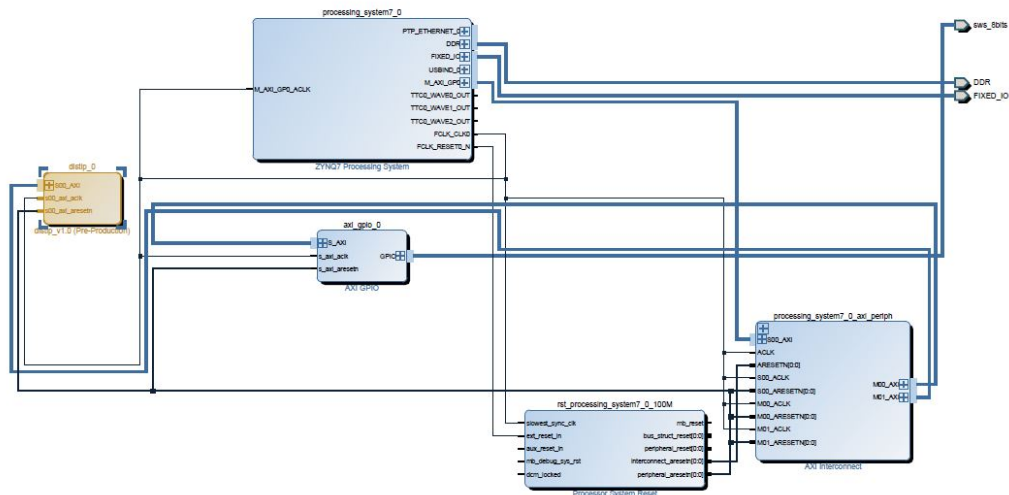 processing_system7_0
PTP_ETHERNET_0
DDR
FIXED_IO
USBIND_0
M_AXI_GP0
TTC0_WAVE0_OUT
TTC0_WAVE1_OUT
TTC0_WAVE2_OUT
FCLK_CLK0
FCLK_RESET0_N
M_AXI_GP0_ACLK
ZYNQ7 Processing System
sws_8bits
DDR
FIXED_IO
distip_0
S00_AXI
s00_axi_aclk
s00_axi_aresetn
distip_v1.0 (Pre-Production)
axi_gpio_0
S_AXI
s_axi_aclk
s_axi_aresetn
GPIO
AXI GPIO
processing_system7_0_axi_periph
S00_AXI
ACLK
ARESETN[0:0]
S00_ACLK
S00_ARESETN[0:0]
M00_ACLK
M00_ARESETN[0:0]
M01_ACLK
M01_ARESETN[0:0]
M00_AXI
M01_AXI
AXI Interconnect
rst_processing_system7_0_100M
slowest_sync_clk
ext_reset_in
aux_reset_in
mb_debug_sys_rst
dcm_locked
mb_reset
bus_struct_reset[0:0]
peripheral_reset[0:0]
interconnect_aresetn[0:0]
peripheral_aresetn[0:0]
Processor System Reset